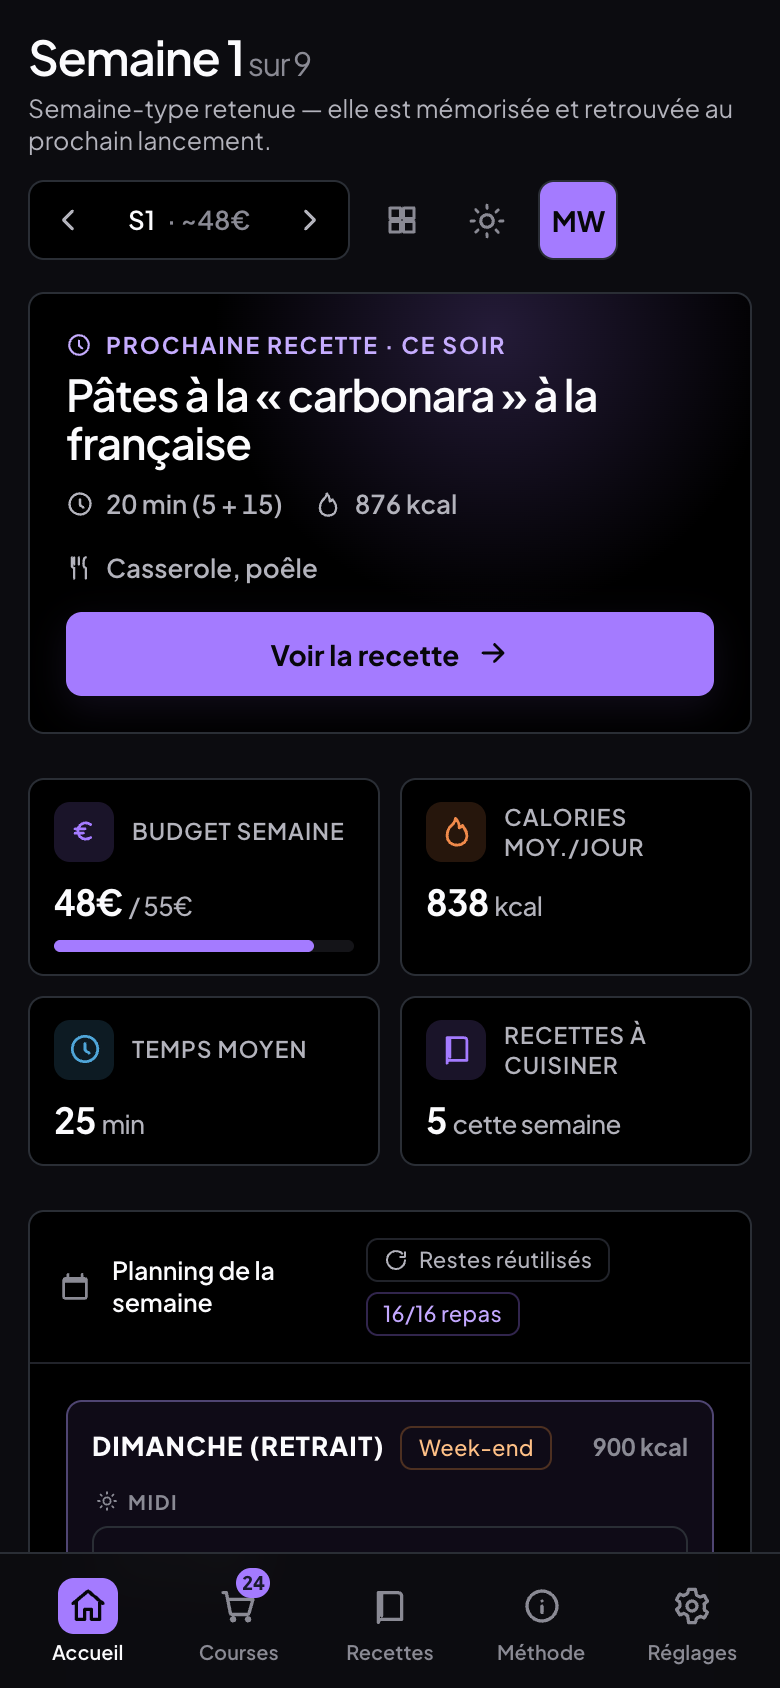 Semaine 1 sur 9
Semaine-type retenue — elle est mémorisée et retrouvée au
prochain lancement.
S1 · ~48€
MW
PROCHAINE RECETTE · CE SOIR
Pâtes à la « carbonara » à la
française
20 min (5 + 15)
876 kcal
Casserole, poêle
Voir la recette →
€
BUDGET SEMAINE
48€ / 55€
CALORIES
MOY./JOUR
838 kcal
TEMPS MOYEN
25 min
RECETTES À
CUISINER
5 cette semaine
Planning de la
semaine
Restes réutilisés
16/16 repas
DIMANCHE (RETRAIT)
Week-end
900 kcal
MIDI
24
Accueil
Courses
Recettes
Méthode
Réglages